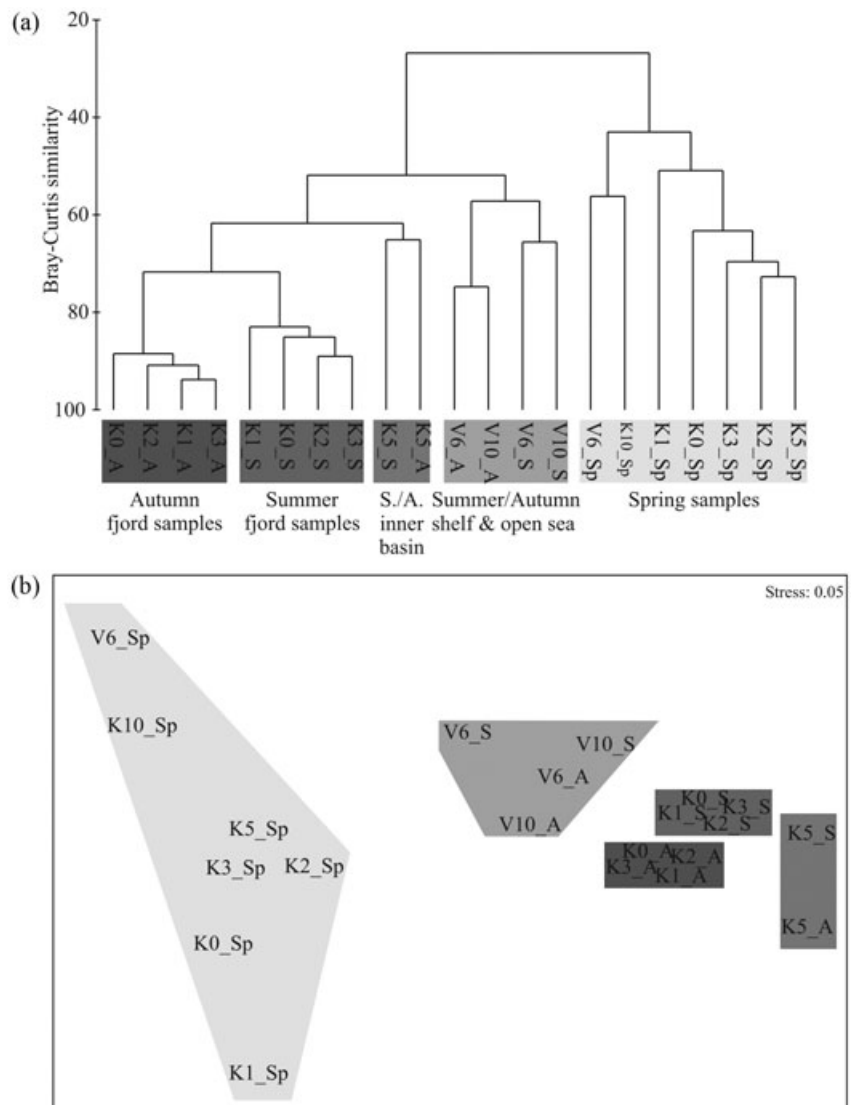 (a)
20
40
60
80
100
Bray-Curtis similarity
K0_A
K2_A
K1_A
K3_A
K1_S
K0_S
K2_S
K3_S
K5_S
K5_A
V6_A
V10_A
V6_S
V10_S
V6_Sp
K10_Sp
K1_Sp
K0_Sp
K3_Sp
K2_Sp
K5_Sp
Autumn
fjord samples
Summer
fjord samples
S./A.
inner
basin
Summer/Autumn
shelf & open sea
Spring samples
(b)
Stress: 0.05
V6_Sp
K10_Sp
V6_S
V10_S
V6_A
V10_A
K5_Sp
K3_Sp
K2_Sp
K0_Sp
K1_Sp
K0_S
K1_S
K3_S
K2_S
K0_A
K2_A
K3_A
K1_A
K5_S
K5_A